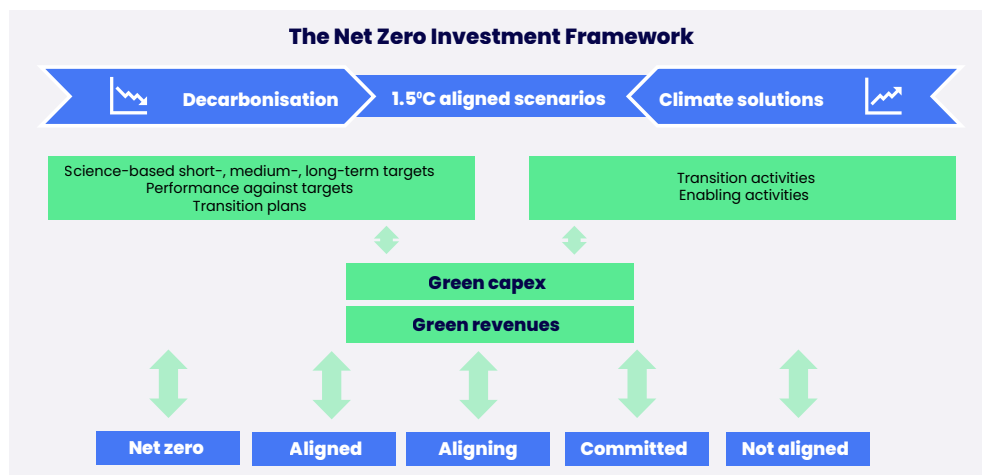 The Net Zero Investment Framework
Decarbonisation
1.5°C aligned scenarios
Climate solutions
Science-based short-, medium-, long-term targets
Performance against targets
Transition plans
Transition activities
Enabling activities
Green capex
Green revenues
Net zero
Aligned
Aligning
Committed
Not aligned